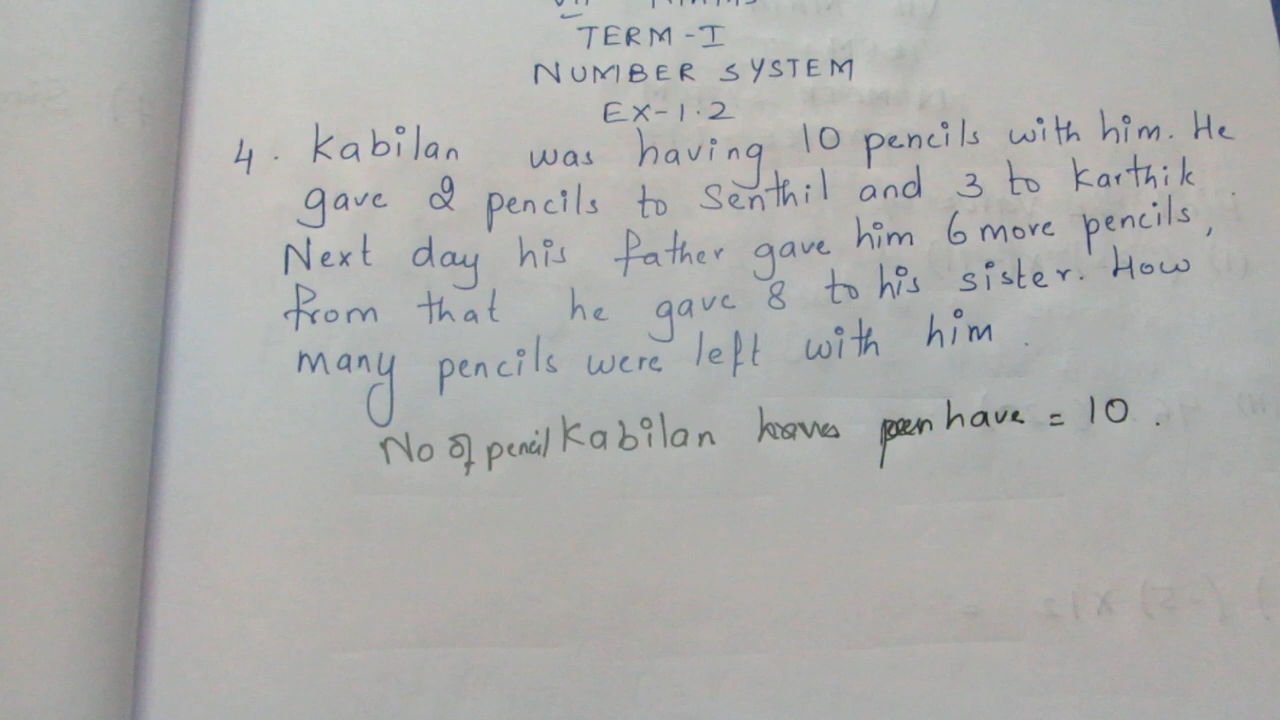 TERM-I
NUMBER SYSTEM
EX-1.2
4. Kabilan was having 10 pencils with him. He
gave 2 pencils to Senthil and 3 to Karthik.
Next day his father gave him 6 more pencils,
from that he gave 8 to his sister. How
many pencils were left with him.
No of pencil Kabilan have = 10.